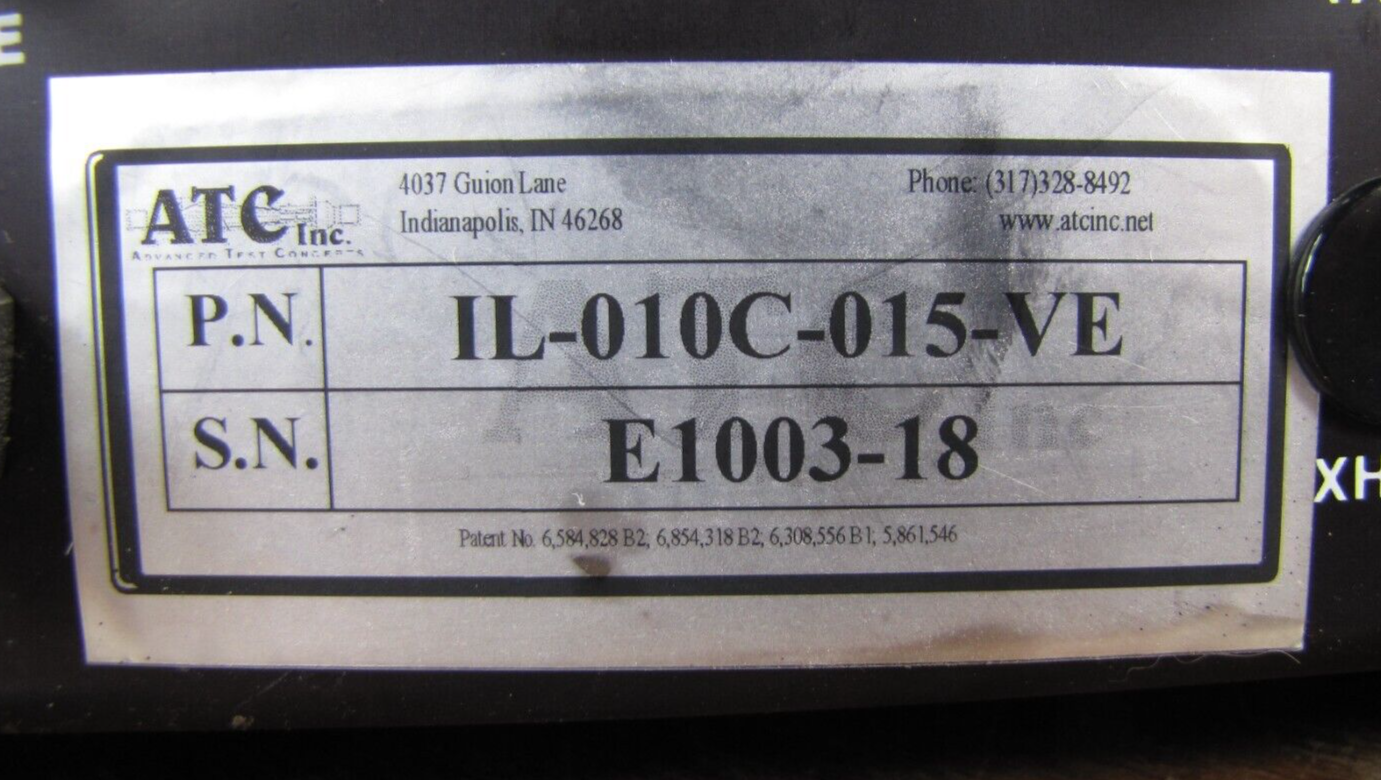 ATC Inc.
ADVANCED TEST CONCEPTS
4037 Guion Lane
Indianapolis, IN 46268
Phone: (317)328-8492
www.atcinc.net
P.N. IL-010C-015-VE
S.N. E1003-18
Patent No. 6,584,828 B2; 6,854,318 B2; 6,308,556 B1; 5,861,546
XH